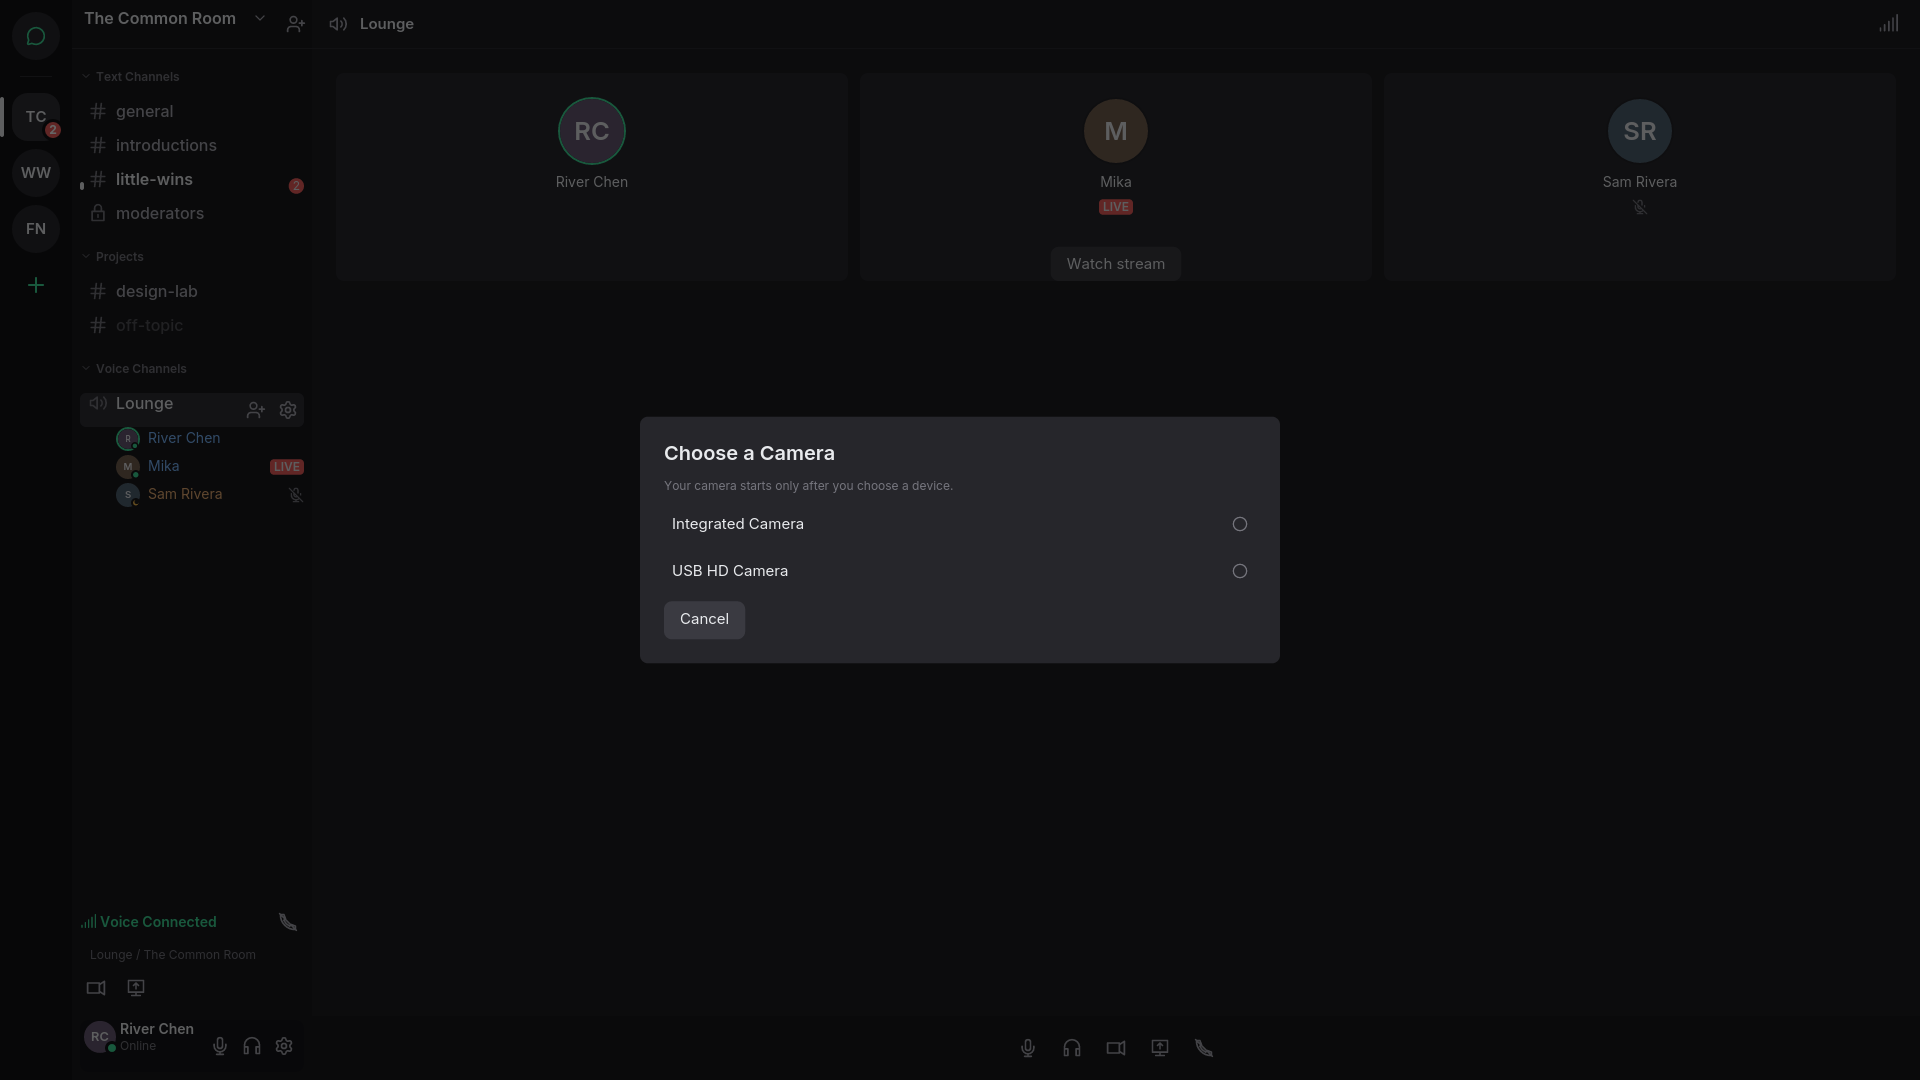 The Common Room
Lounge
TC
2
WW
FN
Text Channels
general
introductions
little-wins
2
moderators
Projects
design-lab
off-topic
Voice Channels
Lounge
R
River Chen
M
Mika
LIVE
S
Sam Rivera
RC
River Chen
M
Mika
LIVE
Watch stream
SR
Sam Rivera
Choose a Camera
Your camera starts only after you choose a device.
Integrated Camera
USB HD Camera
Cancel
Voice Connected
Lounge / The Common Room
RC
River Chen
Online